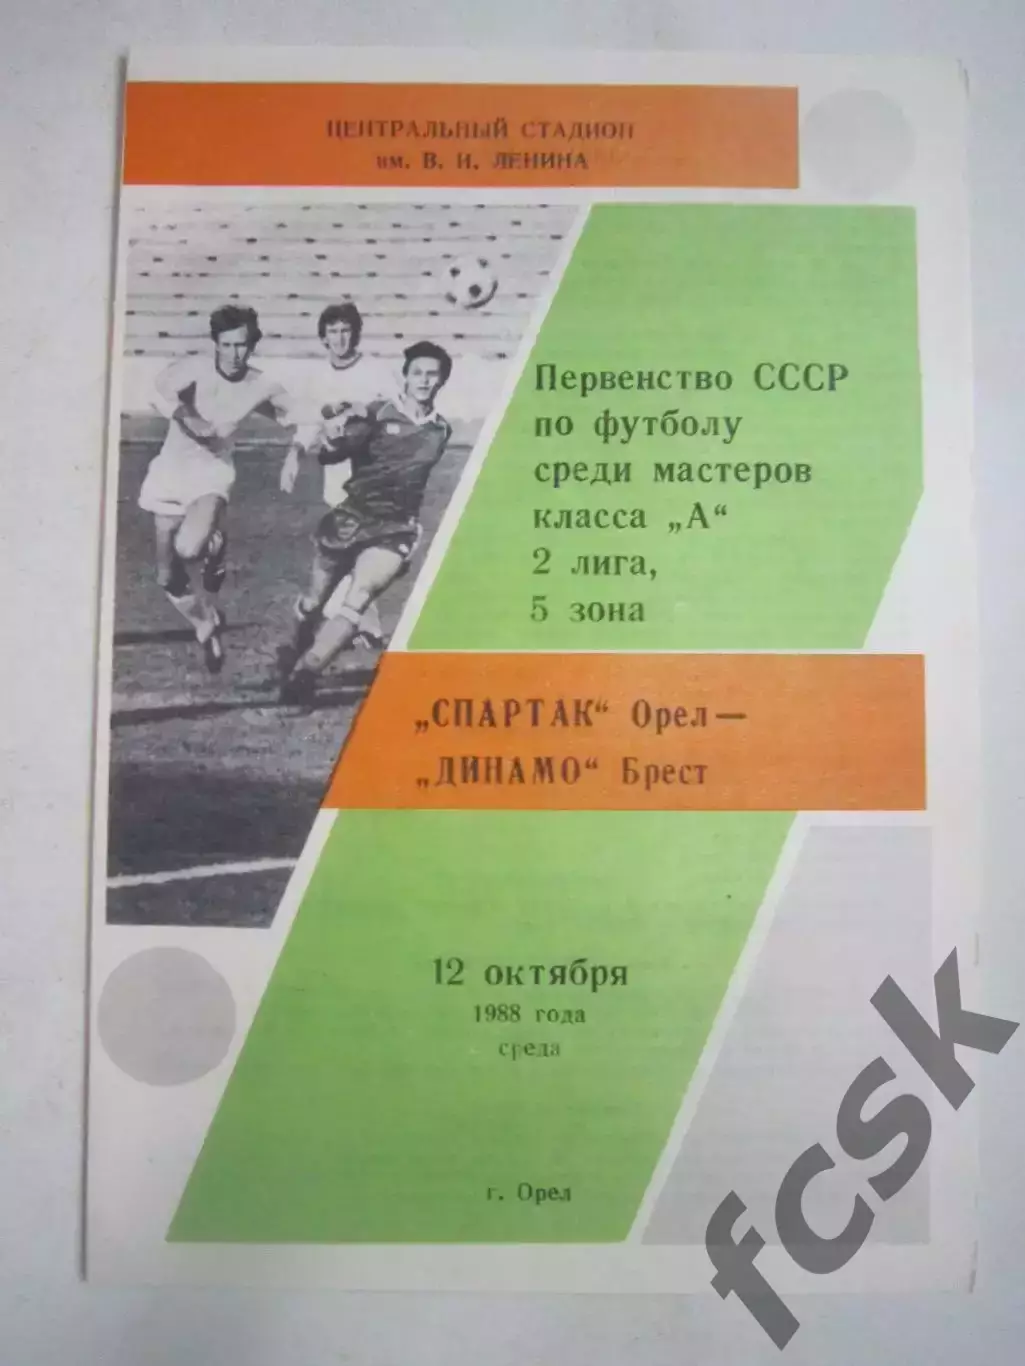 ЦЕНТРАЛЬНЫЙ СТАДИОН
им. В. И. ЛЕНИНА
Первенство СССР
по футболу
среди мастеров
класса „А“
2 лига,
5 зона
„СПАРТАК“ Орел —
„ДИНАМО“ Брест
12 октября
1988 года
среда
г. Орел
fcsk